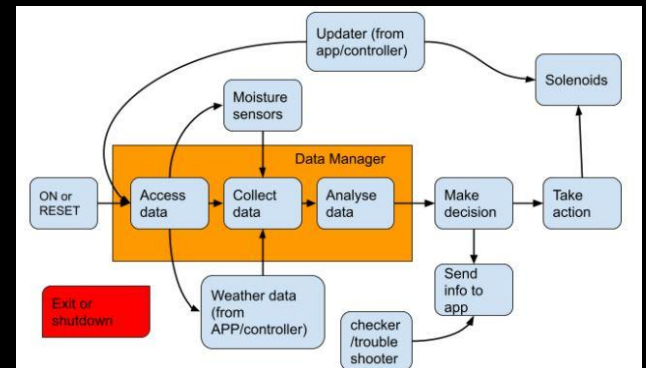 Updater (from
app/controller)
Solenoids
Moisture
sensors
Data Manager
ON or
RESET
Access
data
Collect
data
Analyse
data
Make
decision
Take
action
Exit or
shutdown
Weather data
(from
APP/controller)
Send
info to
app
checker
/trouble
shooter